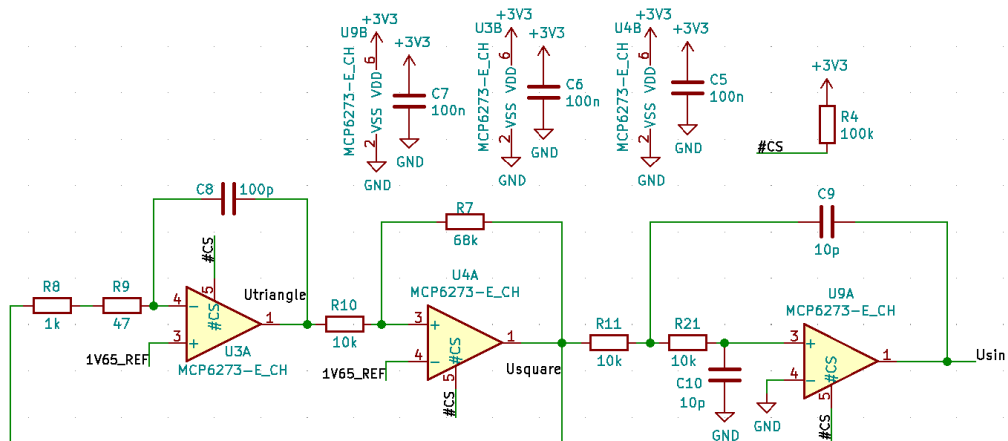 +3V3
U9B
+3V3
6
MCP6273-E_CH
VSS VDD
C7
100n
2
GND
GND
+3V3
U3B
+3V3
6
MCP6273-E_CH
VSS VDD
C6
100n
2
GND
GND
+3V3
U4B
+3V3
6
MCP6273-E_CH
VSS VDD
C5
100n
2
GND
GND
+3V3
R4
100k
#CS
C8
100p
#CS
R8
1k
R9
47
4
5
#CS
3
1
1V65_REF
U3A
MCP6273-E_CH
Utriangle
R10
10k
R7
68k
U4A
MCP6273-E_CH
3
4
#CS
5
1
1V65_REF
#CS
Usquare
R11
10k
R21
10k
C10
10p
GND
GND
C9
10p
U9A
MCP6273-E_CH
3
4
#CS
5
1
#CS
Usin